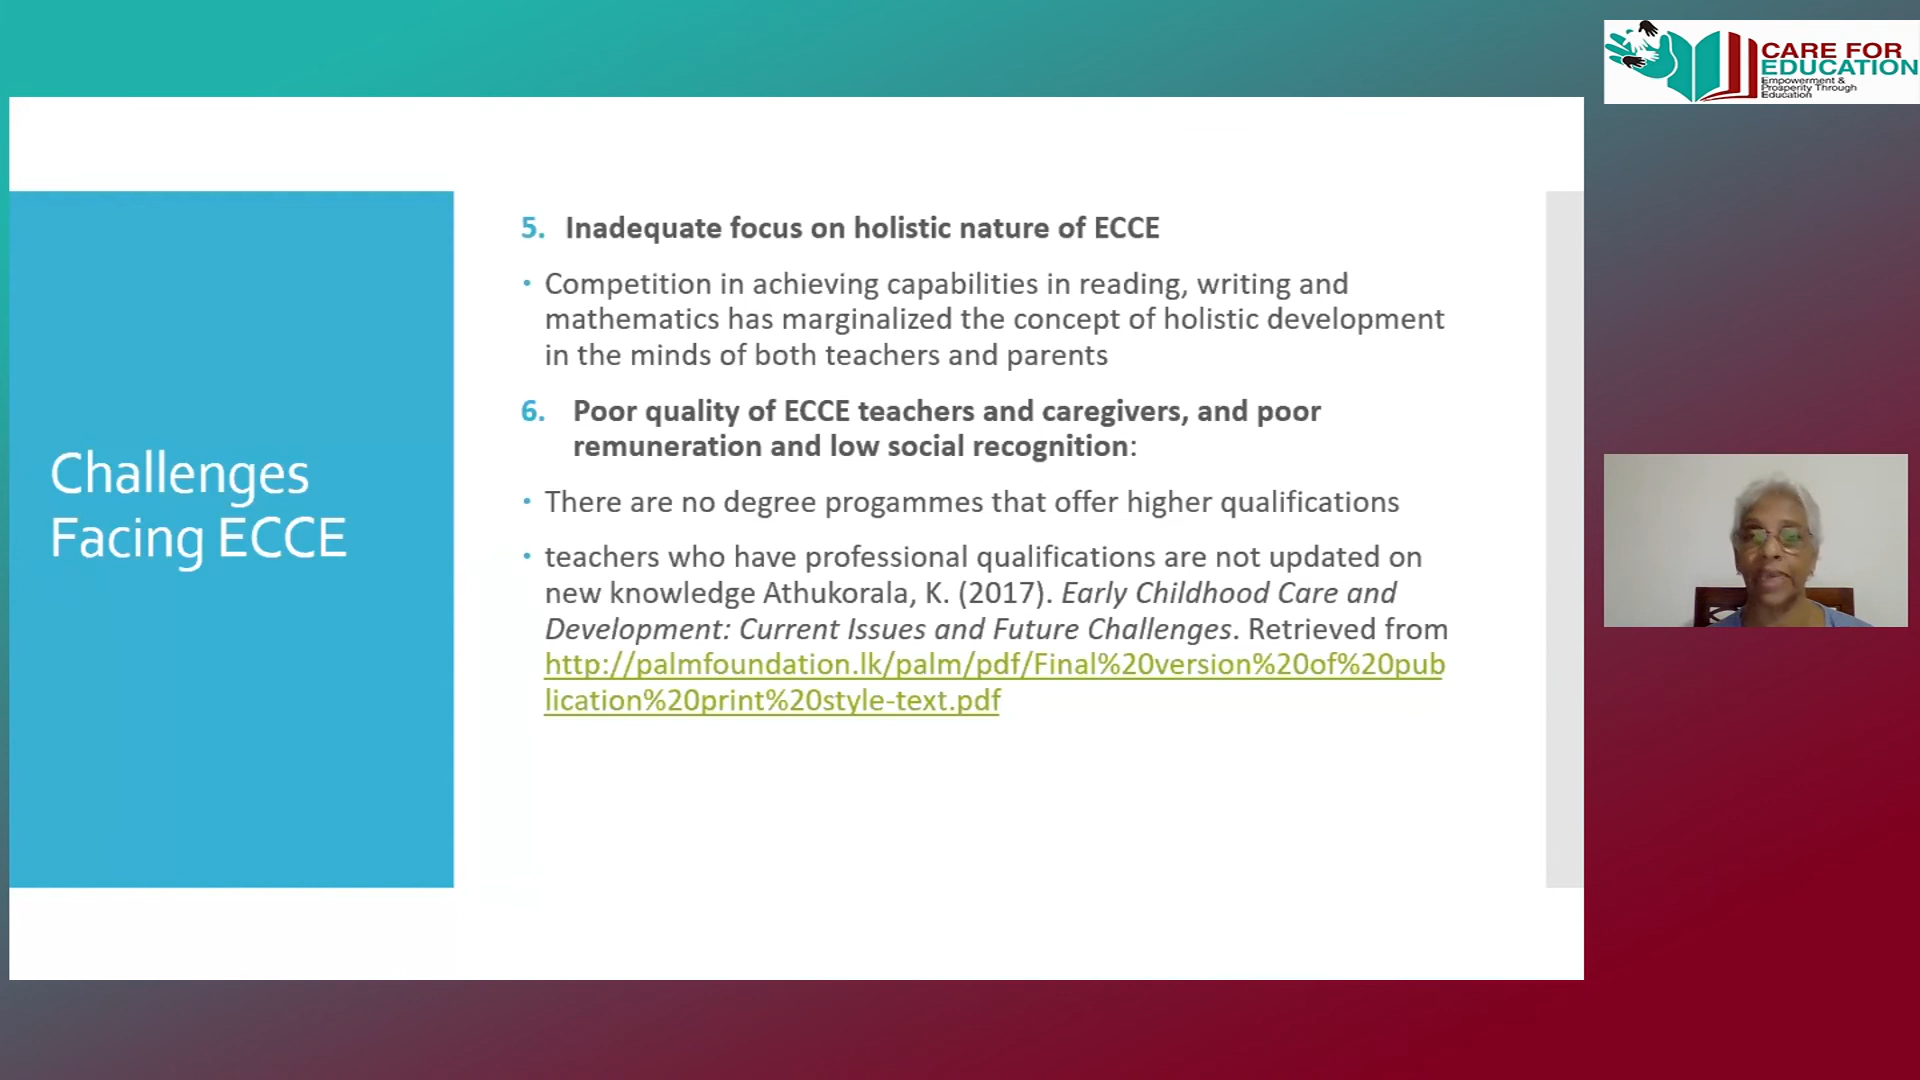 CARE FOR
EDUCATION
Empowerment &
Prosperity Through
Education
Challenges
Facing ECCE
5. Inadequate focus on holistic nature of ECCE
• Competition in achieving capabilities in reading, writing and
mathematics has marginalized the concept of holistic development
in the minds of both teachers and parents
6. Poor quality of ECCE teachers and caregivers, and poor
remuneration and low social recognition:
• There are no degree progammes that offer higher qualifications
• teachers who have professional qualifications are not updated on
new knowledge Athukorala, K. (2017). Early Childhood Care and
Development: Current Issues and Future Challenges. Retrieved from
http://palmfoundation.lk/palm/pdf/Final%20version%20of%20pub
lication%20print%20style-text.pdf